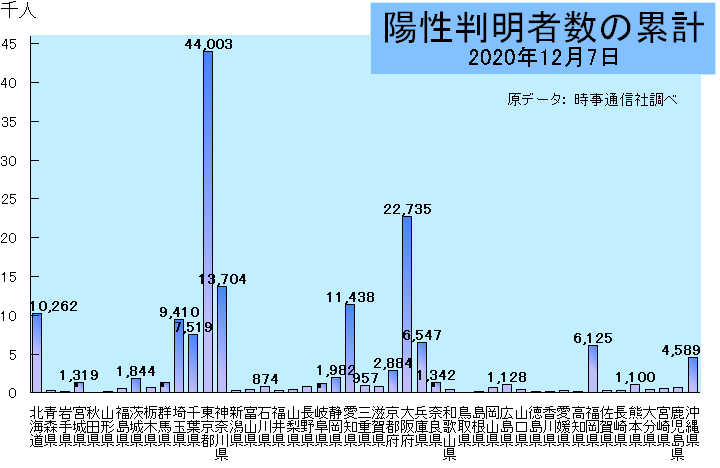 千人
陽性判明者数の累計
2020年12月7日
原データ: 時事通信社調べ
45
40
35
30
25
20
15
10
5
0
10,262
1,319
1,844
9,410
7,519
44,003
13,704
874
1,982
11,438
957
2,884
22,735
6,547
1,342
1,128
6,125
1,100
4,589
北海道
青森県
岩手県
宮城県
秋田県
山形県
福島県
茨城県
栃木県
群馬県
埼玉県
千葉県
東京都
神奈川県
新潟県
富山県
石川県
福井県
山梨県
長野県
岐阜県
静岡県
愛知県
三重県
滋賀県
京都府
大阪府
兵庫県
奈良県
和歌山県
鳥取県
島根県
岡山県
広島県
山口県
徳島県
香川県
愛媛県
高知県
福岡県
佐賀県
長崎県
熊本県
大分県
宮崎県
鹿児島県
沖縄県